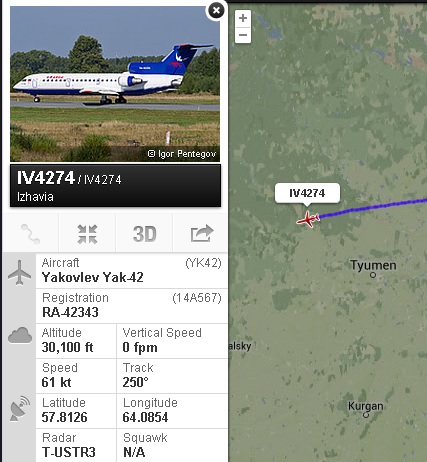 © Igor Pentegov
IV4274 / IV4274
Izhavia
3D
Aircraft (YK42)
Yakovlev Yak-42
Registration (14A567)
RA-42343
Altitude Vertical Speed
30,100 ft 0 fpm
Speed Track
61 kt 250°
Latitude Longitude
57.8126 64.0854
Radar Squawk
T-USTR3 N/A
+
−
IV4274
Tyumen
alsky
Kurgan